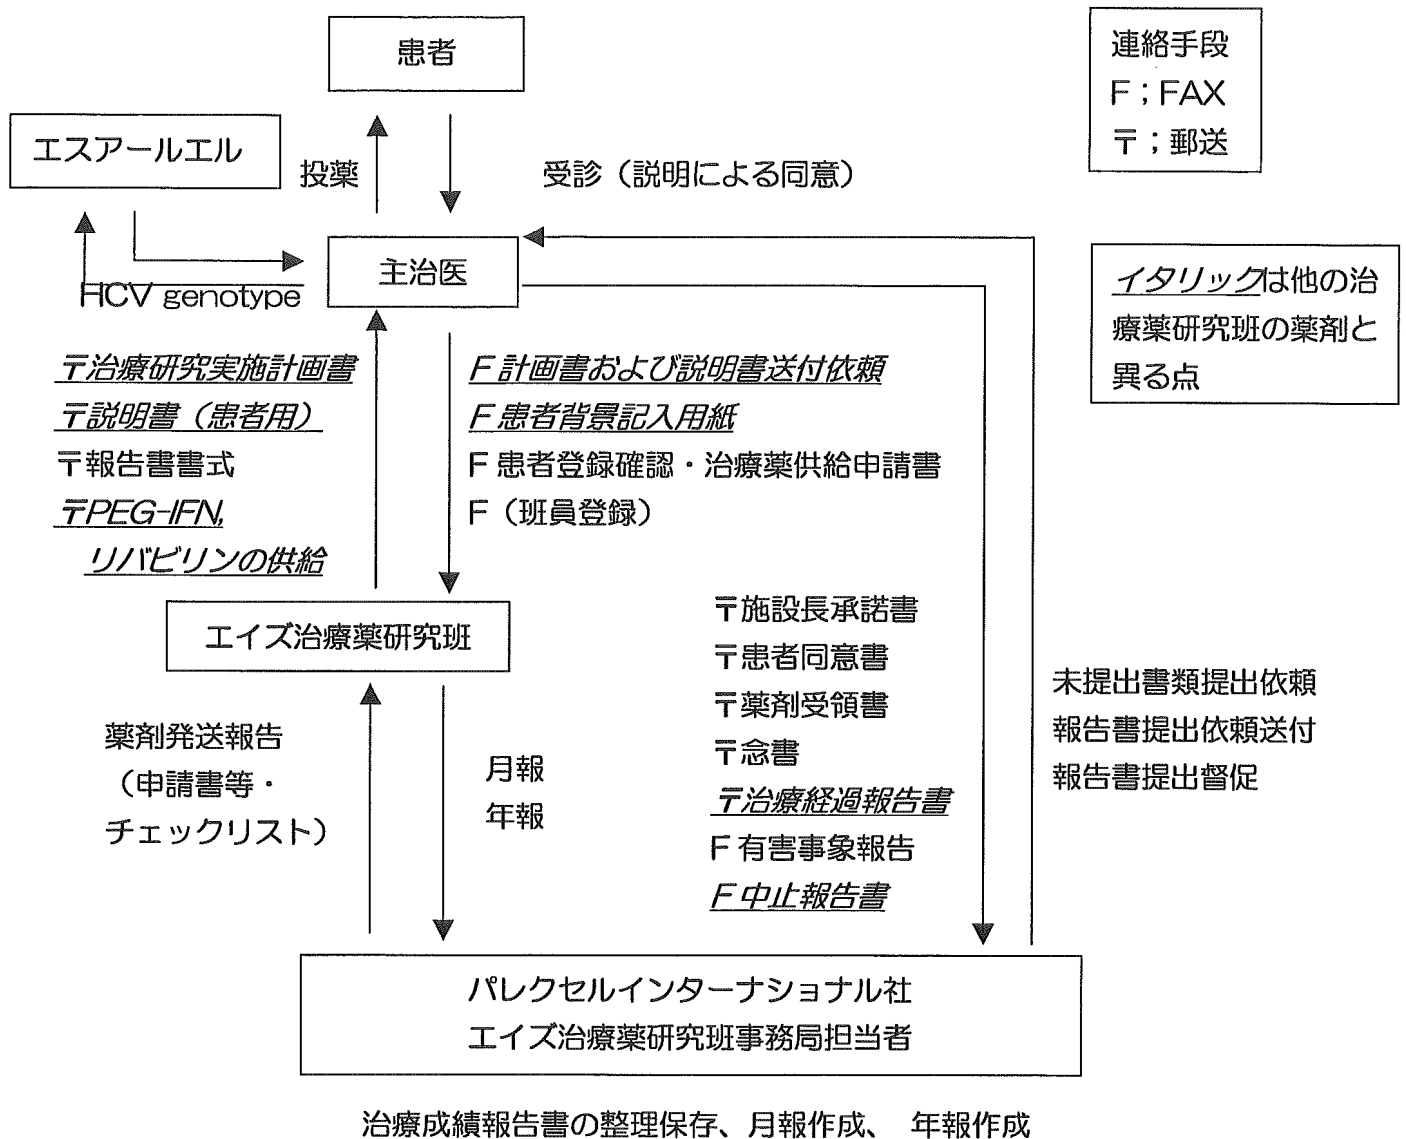 患者
連絡手段
F；FAX
〒；郵送
エスアールエル
投薬
受診（説明による同意）
主治医
HCV genotype
イタリックは他の治
療薬研究班の薬剤と
異る点
〒治療研究実施計画書
〒説明書（患者用）
〒報告書書式
〒PEG-IFN,
リバビリンの供給
F 計画書および説明書送付依頼
F 患者背景記入用紙
F 患者登録確認・治療薬供給申請書
F（班員登録）
エイズ治療薬研究班
〒施設長承諾書
〒患者同意書
〒薬剤受領書
〒念書
〒治療経過報告書
F 有害事象報告
F 中止報告書
未提出書類提出依頼
報告書提出依頼送付
報告書提出督促
薬剤発送報告
（申請書等・
チェックリスト）
月報
年報
パレクセルインターナショナル社
エイズ治療薬研究班事務局担当者
治療成績報告書の整理保存、月報作成、 年報作成